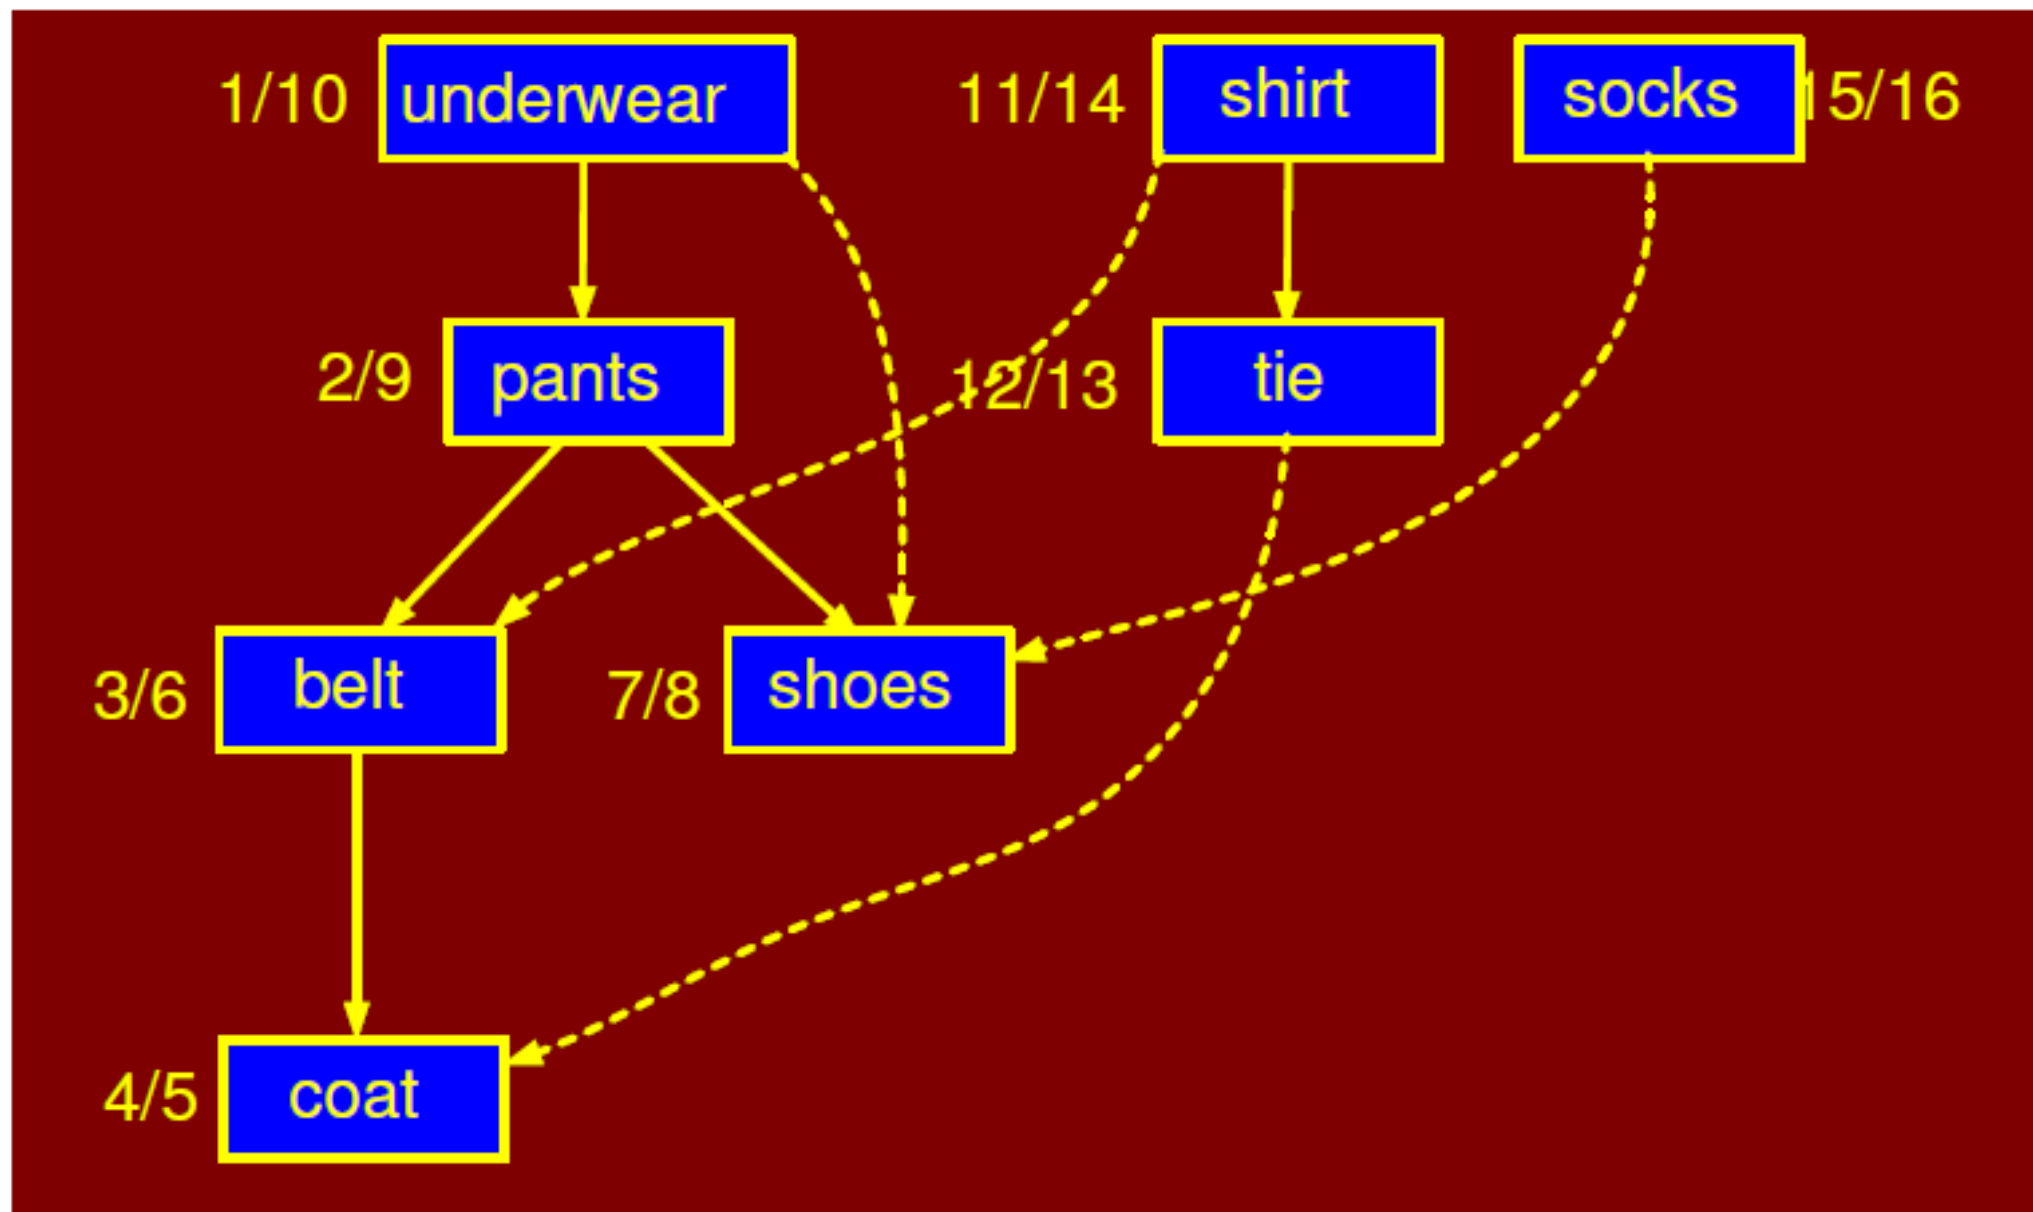 1/10 underwear 11/14 shirt socks 15/16
2/9 pants 12/13 tie
3/6 belt 7/8 shoes
4/5 coat